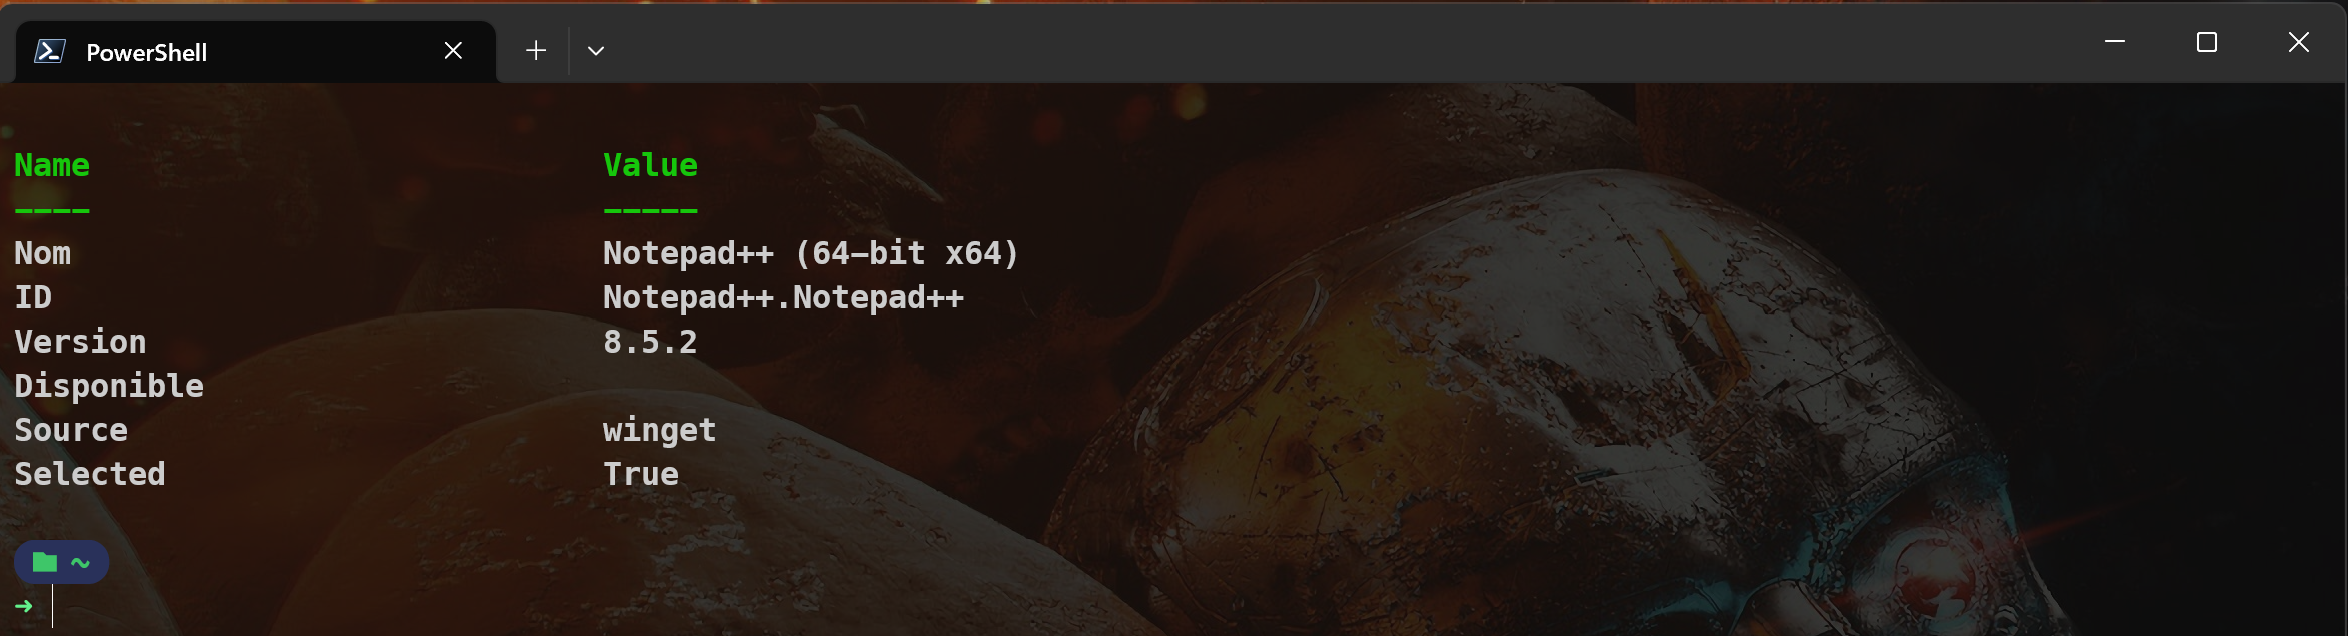 PowerShell
Name Value
---- -----
Nom Notepad++ (64-bit x64)
ID Notepad++.Notepad++
Version 8.5.2
Disponible
Source winget
Selected True
~
➜